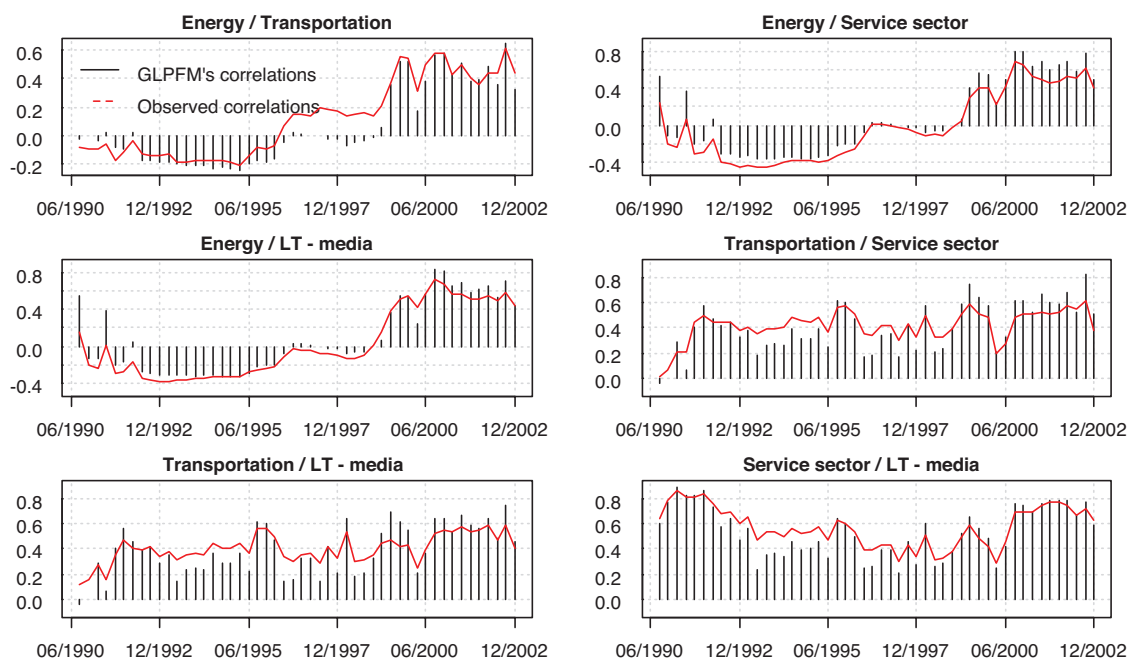 Energy / Transportation
0.6
0.4
0.2
0.0
-0.2
GLPFM's correlations
Observed correlations
06/1990 12/1992 06/1995 12/1997 06/2000 12/2002
Energy / Service sector
0.8
0.4
0.0
-0.4
06/1990 12/1992 06/1995 12/1997 06/2000 12/2002
Energy / LT - media
0.8
0.4
0.0
-0.4
06/1990 12/1992 06/1995 12/1997 06/2000 12/2002
Transportation / Service sector
0.8
0.6
0.4
0.2
0.0
06/1990 12/1992 06/1995 12/1997 06/2000 12/2002
Transportation / LT - media
0.8
0.6
0.4
0.2
0.0
06/1990 12/1992 06/1995 12/1997 06/2000 12/2002
Service sector / LT - media
0.8
0.6
0.4
0.2
0.0
06/1990 12/1992 06/1995 12/1997 06/2000 12/2002